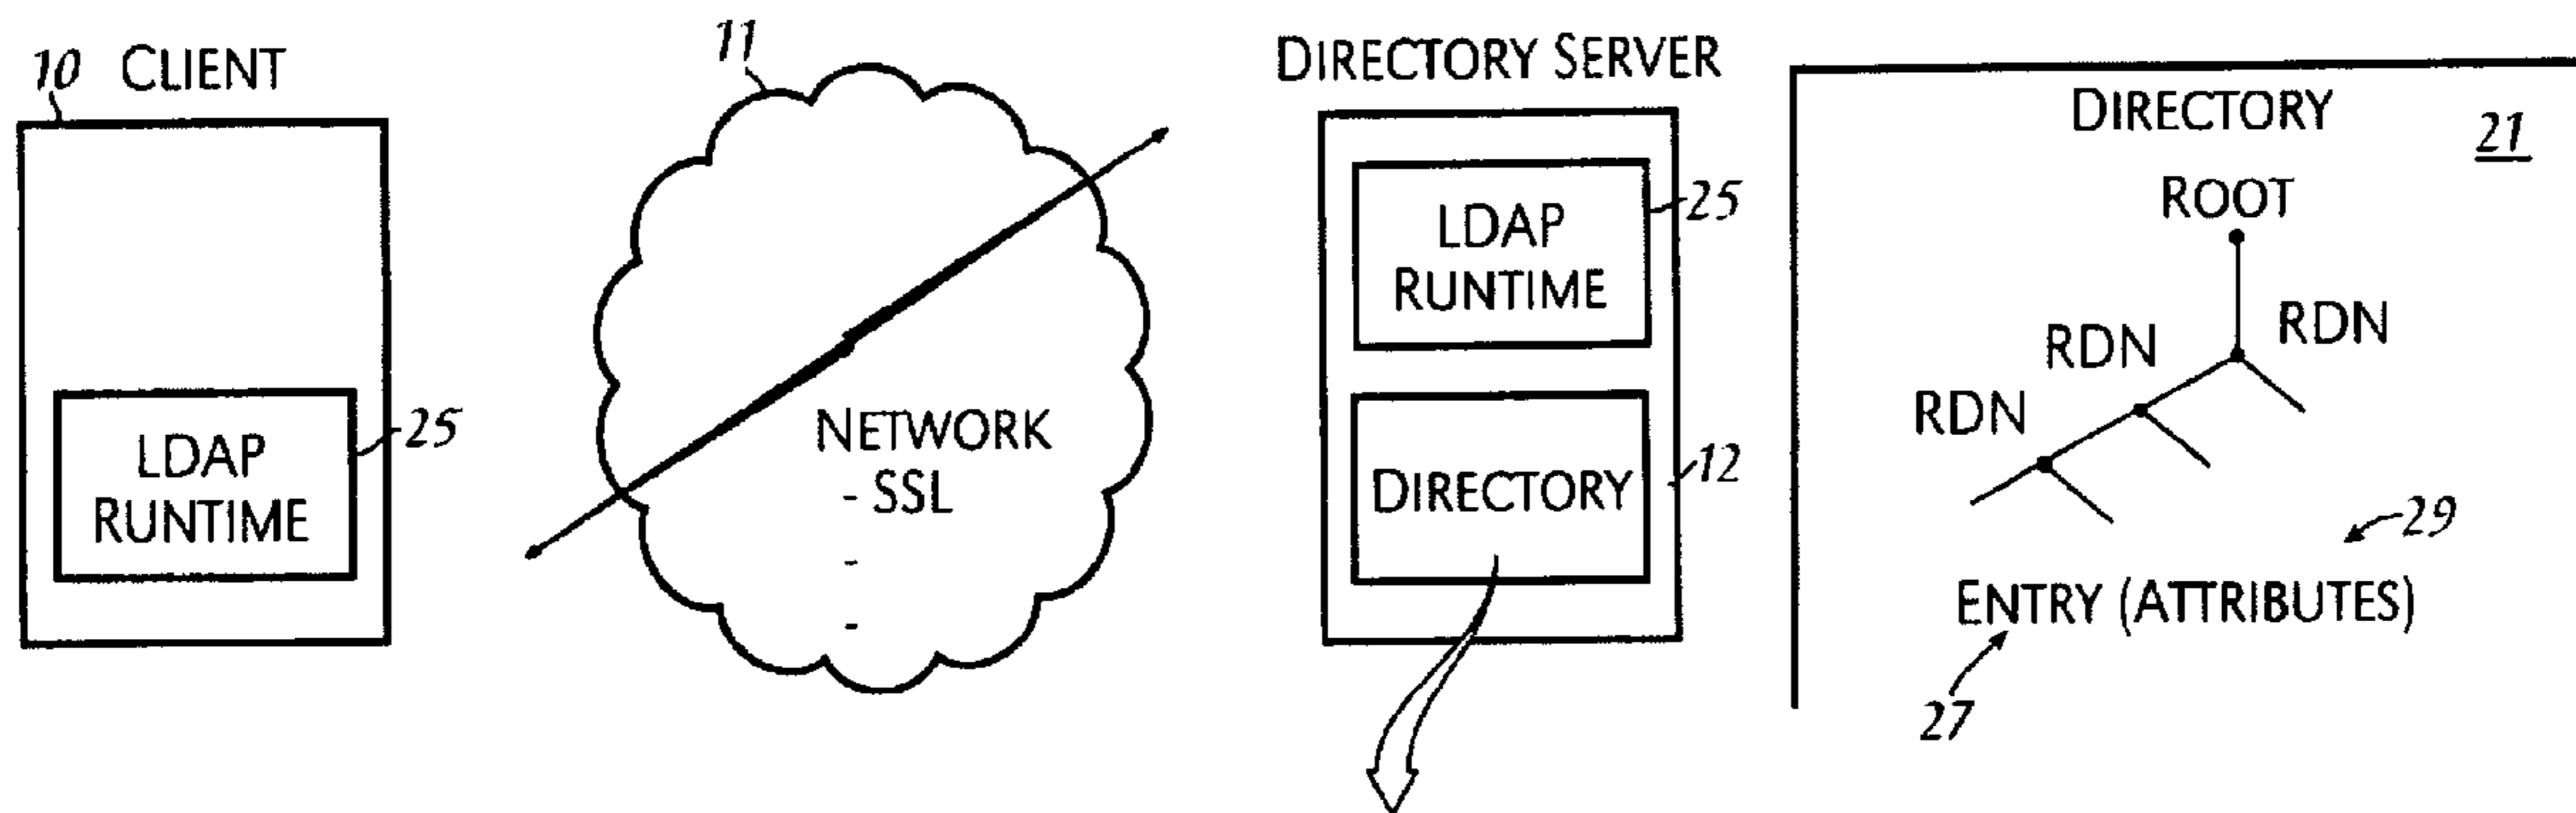 10 CLIENT
LDAP
RUNTIME
25
11
NETWORK
- SSL
-
-
DIRECTORY SERVER
LDAP
RUNTIME
25
DIRECTORY
12
DIRECTORY
21
ROOT
RDN
RDN
RDN
29
ENTRY (ATTRIBUTES)
27